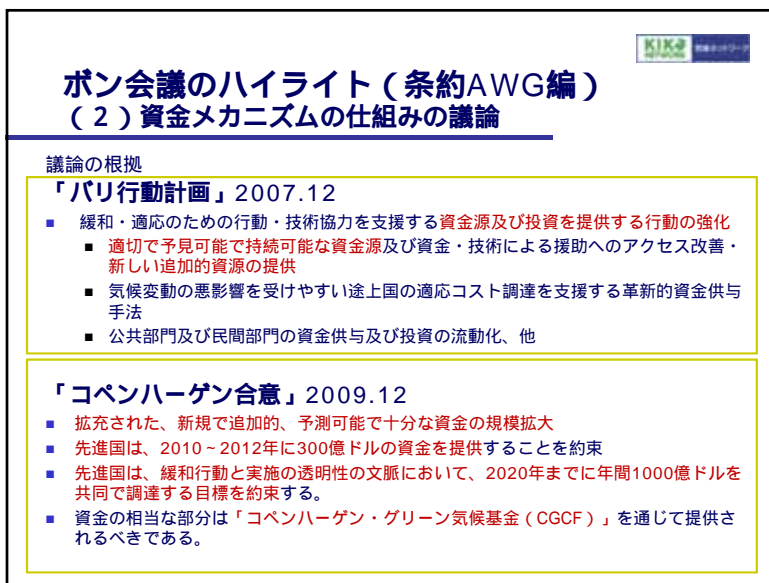 KIKO
NETWORK 気候ネットワーク
ボン会議のハイライト（条約AWG編）
（2）資金メカニズムの仕組みの議論
議論の根拠
「バリ行動計画」2007.12
■ 緩和・適応のための行動・技術協力を支援する資金源及び投資を提供する行動の強化
■ 適切で予見可能で持続可能な資金源及び資金・技術による援助へのアクセス改善・
新しい追加的資源の提供
■ 気候変動の悪影響を受けやすい途上国の適応コスト調達を支援する革新的資金供与
手法
■ 公共部門及び民間部門の資金供与及び投資の流動化、他
「コペンハーゲン合意」2009.12
■ 拡充された、新規で追加的、予測可能で十分な資金の規模拡大
■ 先進国は、2010～2012年に300億ドルの資金を提供することを約束
■ 先進国は、緩和行動と実施の透明性の文脈において、2020年までに年間1000億ドルを
共同で調達する目標を約束する。
■ 資金の相当な部分は「コペンハーゲン・グリーン気候基金（CGCF）」を通じて提供さ
れるべきである。